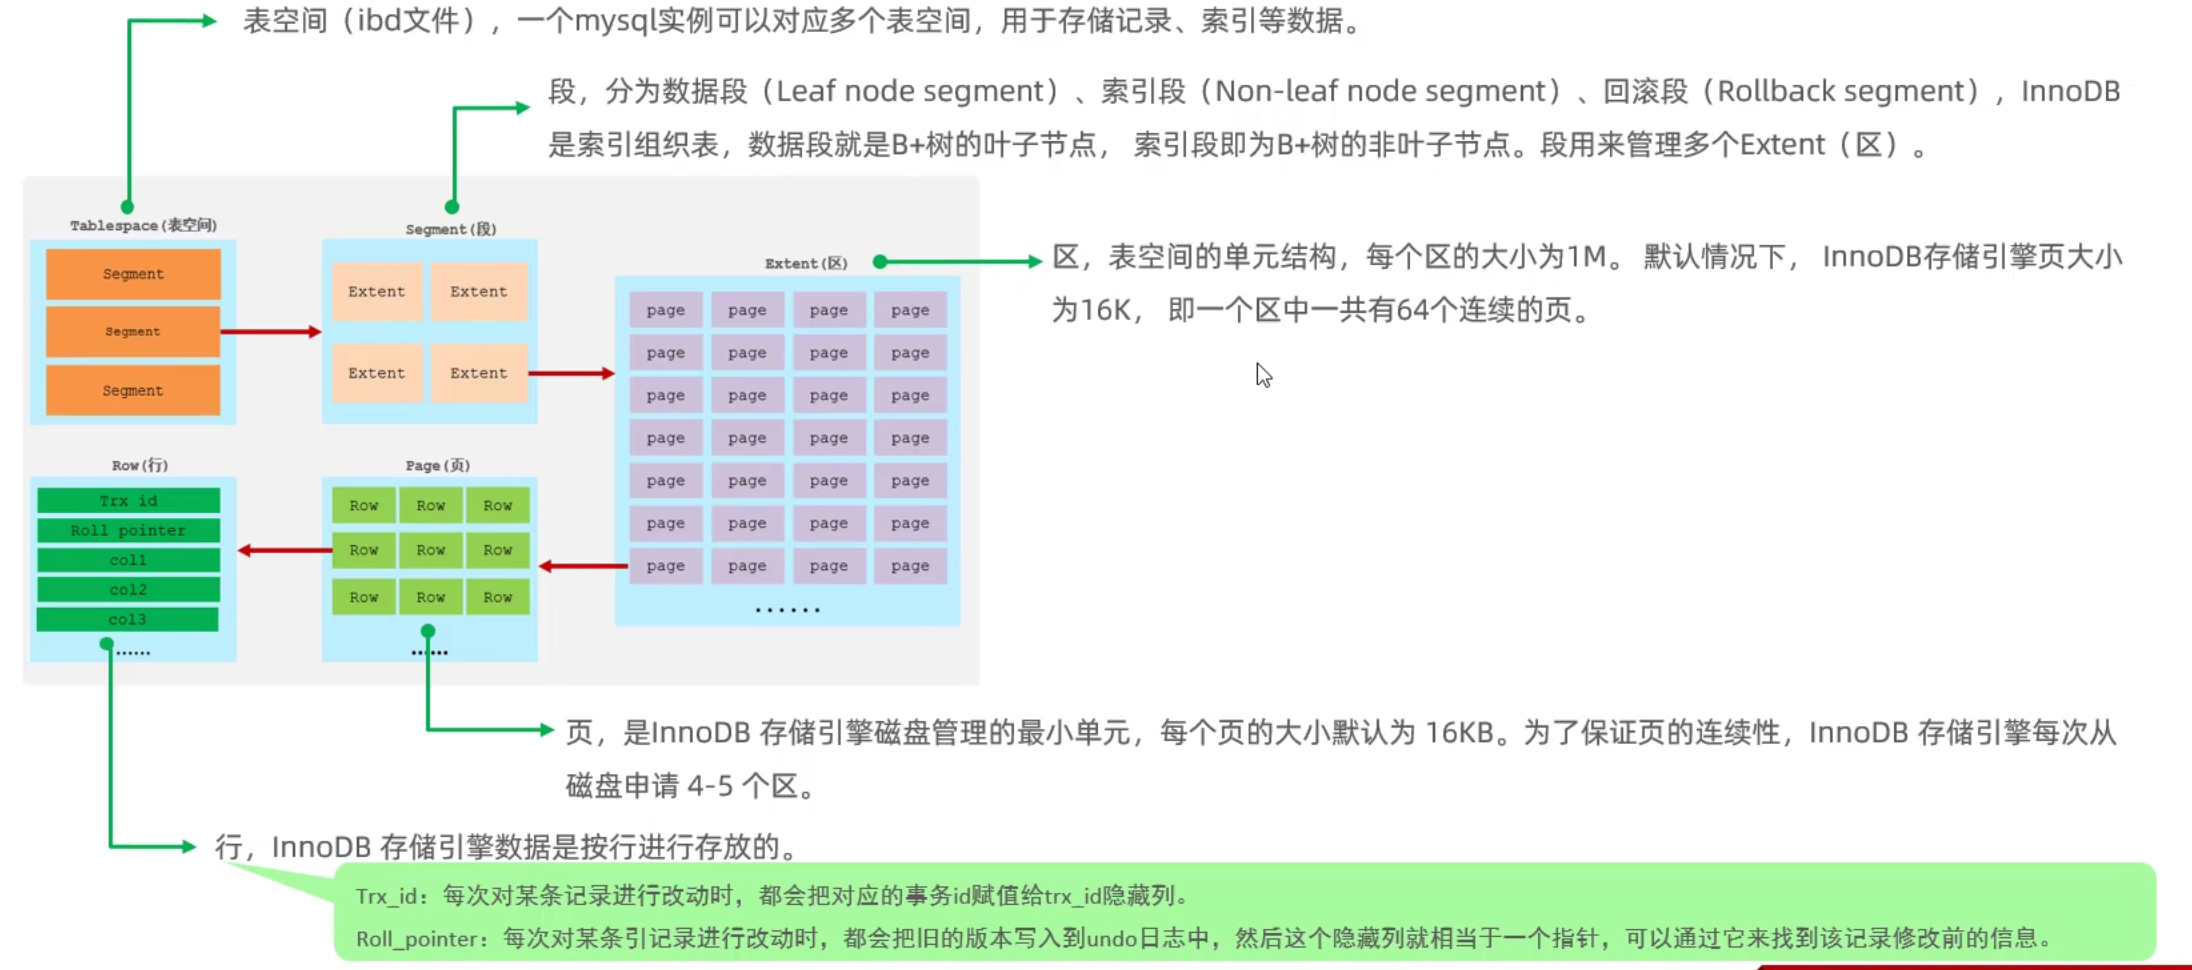 表空间（ibd文件），一个mysql实例可以对应多个表空间，用于存储记录、索引等数据。
段，分为数据段（Leaf node segment）、索引段（Non-leaf node segment）、回滚段（Rollback segment），InnoDB
是索引组织表，数据段就是B+树的叶子节点， 索引段即为B+树的非叶子节点。段用来管理多个Extent（区）。
Tablespace(表空间)
Segment
Segment
Segment
Segment(段)
Extent Extent
Extent Extent
Extent(区)
page page page page
page page page page
page page page page
page page page page
page page page page
page page page page
page page page page
......
区，表空间的单元结构，每个区的大小为1M。 默认情况下， InnoDB存储引擎页大小
为16K， 即一个区中一共有64个连续的页。
Row(行)
Trx id
Roll pointer
col1
col2
col3
......
Page(页)
Row Row Row
Row Row Row
Row Row Row
......
页，是InnoDB 存储引擎磁盘管理的最小单元，每个页的大小默认为 16KB。为了保证页的连续性，InnoDB 存储引擎每次从
磁盘申请 4-5 个区。
行，InnoDB 存储引擎数据是按行进行存放的。
Trx_id：每次对某条记录进行改动时，都会把对应的事务id赋值给trx_id隐藏列。
Roll_pointer：每次对某条引记录进行改动时，都会把旧的版本写入到undo日志中，然后这个隐藏列就相当于一个指针，可以通过它来找到该记录修改前的信息。